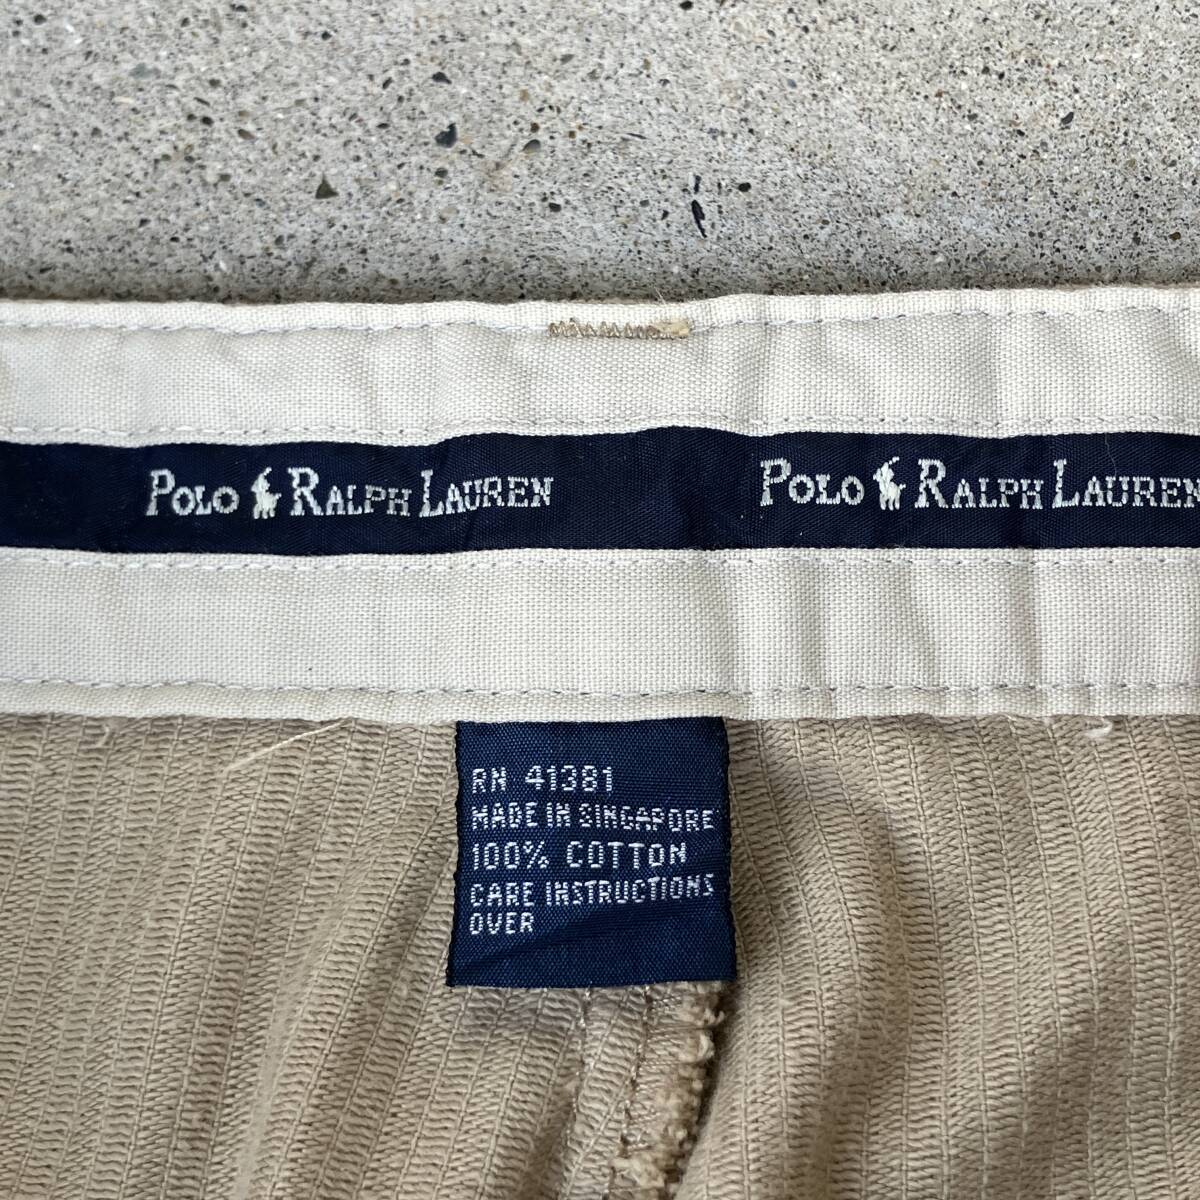 POLO RALPH LAUREN POLO RALPH LAUREN
RN 41381
MADE IN SINGAPORE
100% COTTON
CARE INSTRUCTIONS
OVER